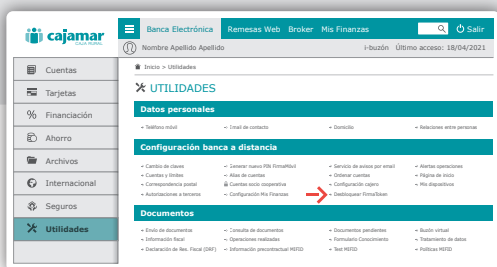 cajamar
CAJA RURAL
Banca Electrónica Remesas Web Broker Mis Finanzas Salir
Nombre Apellido Apellido i-buzón Último acceso: 18/04/2021
Cuentas
Tarjetas
Financiación
Ahorro
Archivos
Internacional
Seguros
Utilidades
Inicio > Utilidades
UTILIDADES
Datos personales
Teléfono móvil Email de contacto Domicilio Relaciones entre personas
Configuración banca a distancia
Cambio de claves Generar nuevo PIN FirmaMóvil Servicio de avisos por email Alertas operaciones
Cuentas y límites Alias de cuentas Ordenar cuentas Página de inicio
Correspondencia postal Cuentas socio cooperativa Configuración cajero Mis dispositivos
Autorizaciones a terceros Configuración Mis Finanzas Desbloquear FirmaToken
Documentos
Envío de documentos Consulta de documentos Documentos pendientes Buzón virtual
Información fiscal Operaciones realizadas Formulario Conocimiento Tratamiento de datos
Declaración de Res. Fiscal (DRF) Información precontractual MIFID Test MIFID Políticas MIFID